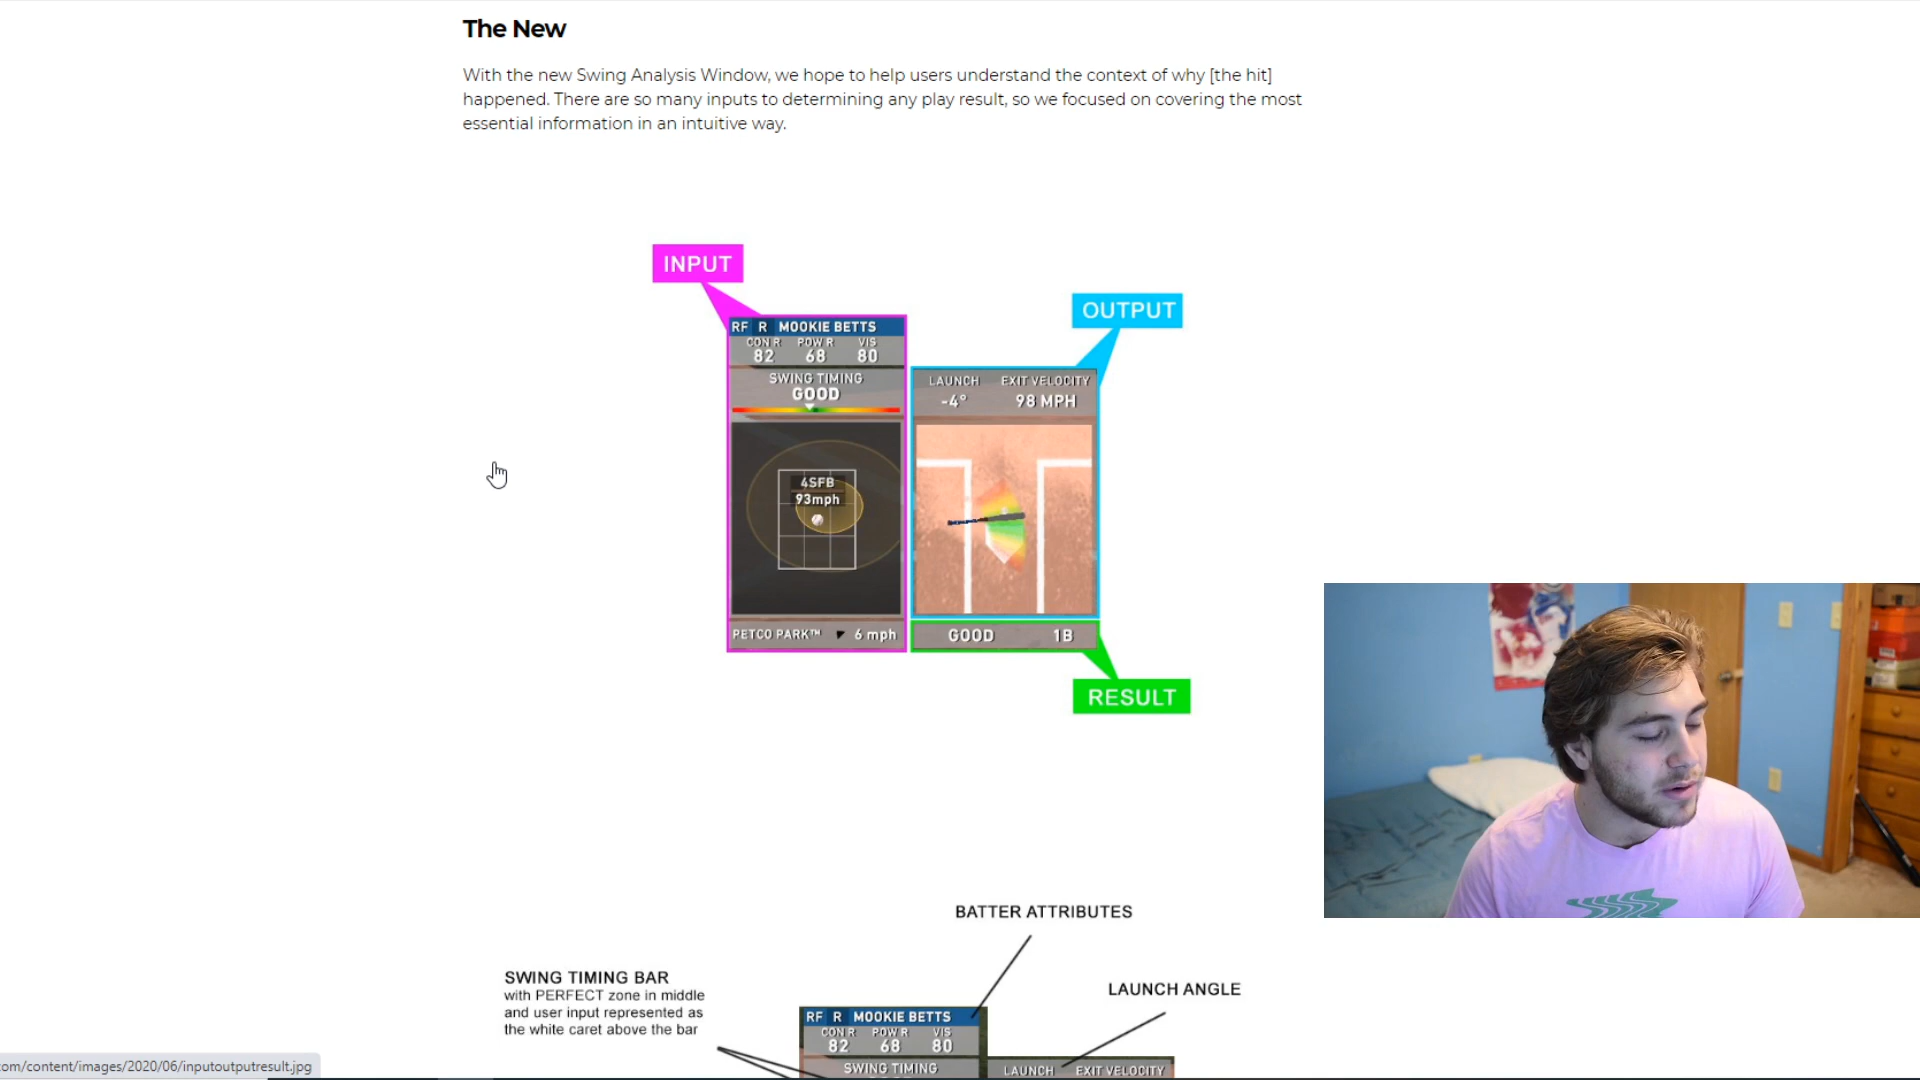 The New
With the new Swing Analysis Window, we hope to help users understand the context of why [the hit]
happened. There are so many inputs to determining any play result, so we focused on covering the most
essential information in an intuitive way.
INPUT
OUTPUT
RF R MOOKIE BETTS
CON R POW R VIS
82 68 80
SWING TIMING
GOOD
LAUNCH EXIT VELOCITY
-4° 98 MPH
4SFB
93mph
PETCO PARK™ 6 mph
GOOD 1B
RESULT
BATTER ATTRIBUTES
SWING TIMING BAR
with PERFECT zone in middle
and user input represented as
the white caret above the bar
LAUNCH ANGLE
RF R MOOKIE BETTS
CON R POW R VIS
82 68 80
SWING TIMING
LAUNCH EXIT VELOCITY
om/content/images/2020/06/inputoutputresult.jpg